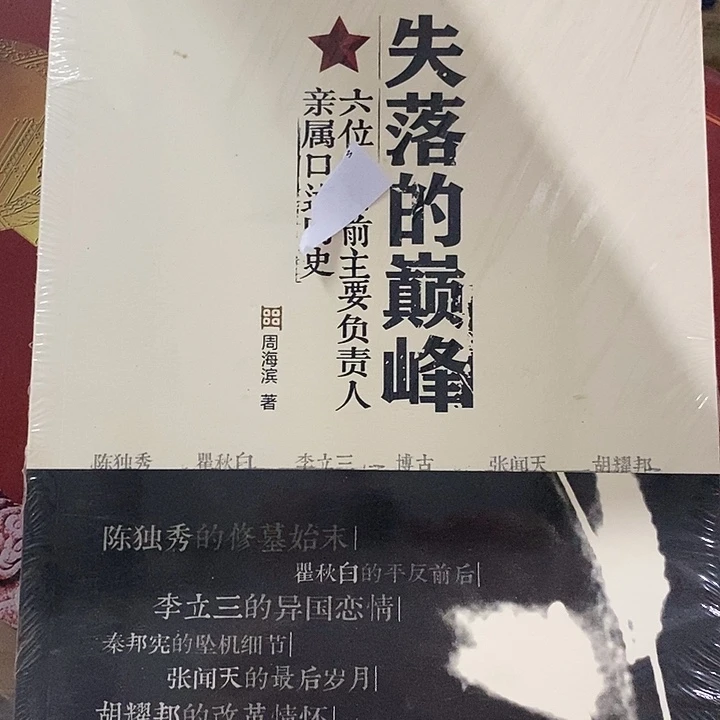 失落的巅峰
六位 前主要负责人
亲属口 史
周海滨 著
陈独秀 瞿秋白 李立三 博古 张闻天 胡耀邦
陈独秀的修墓始末
瞿秋白的平反前后
李立三的异国恋情
秦邦宪的坠机细节
张闻天的最后岁月
胡耀邦的改革情怀